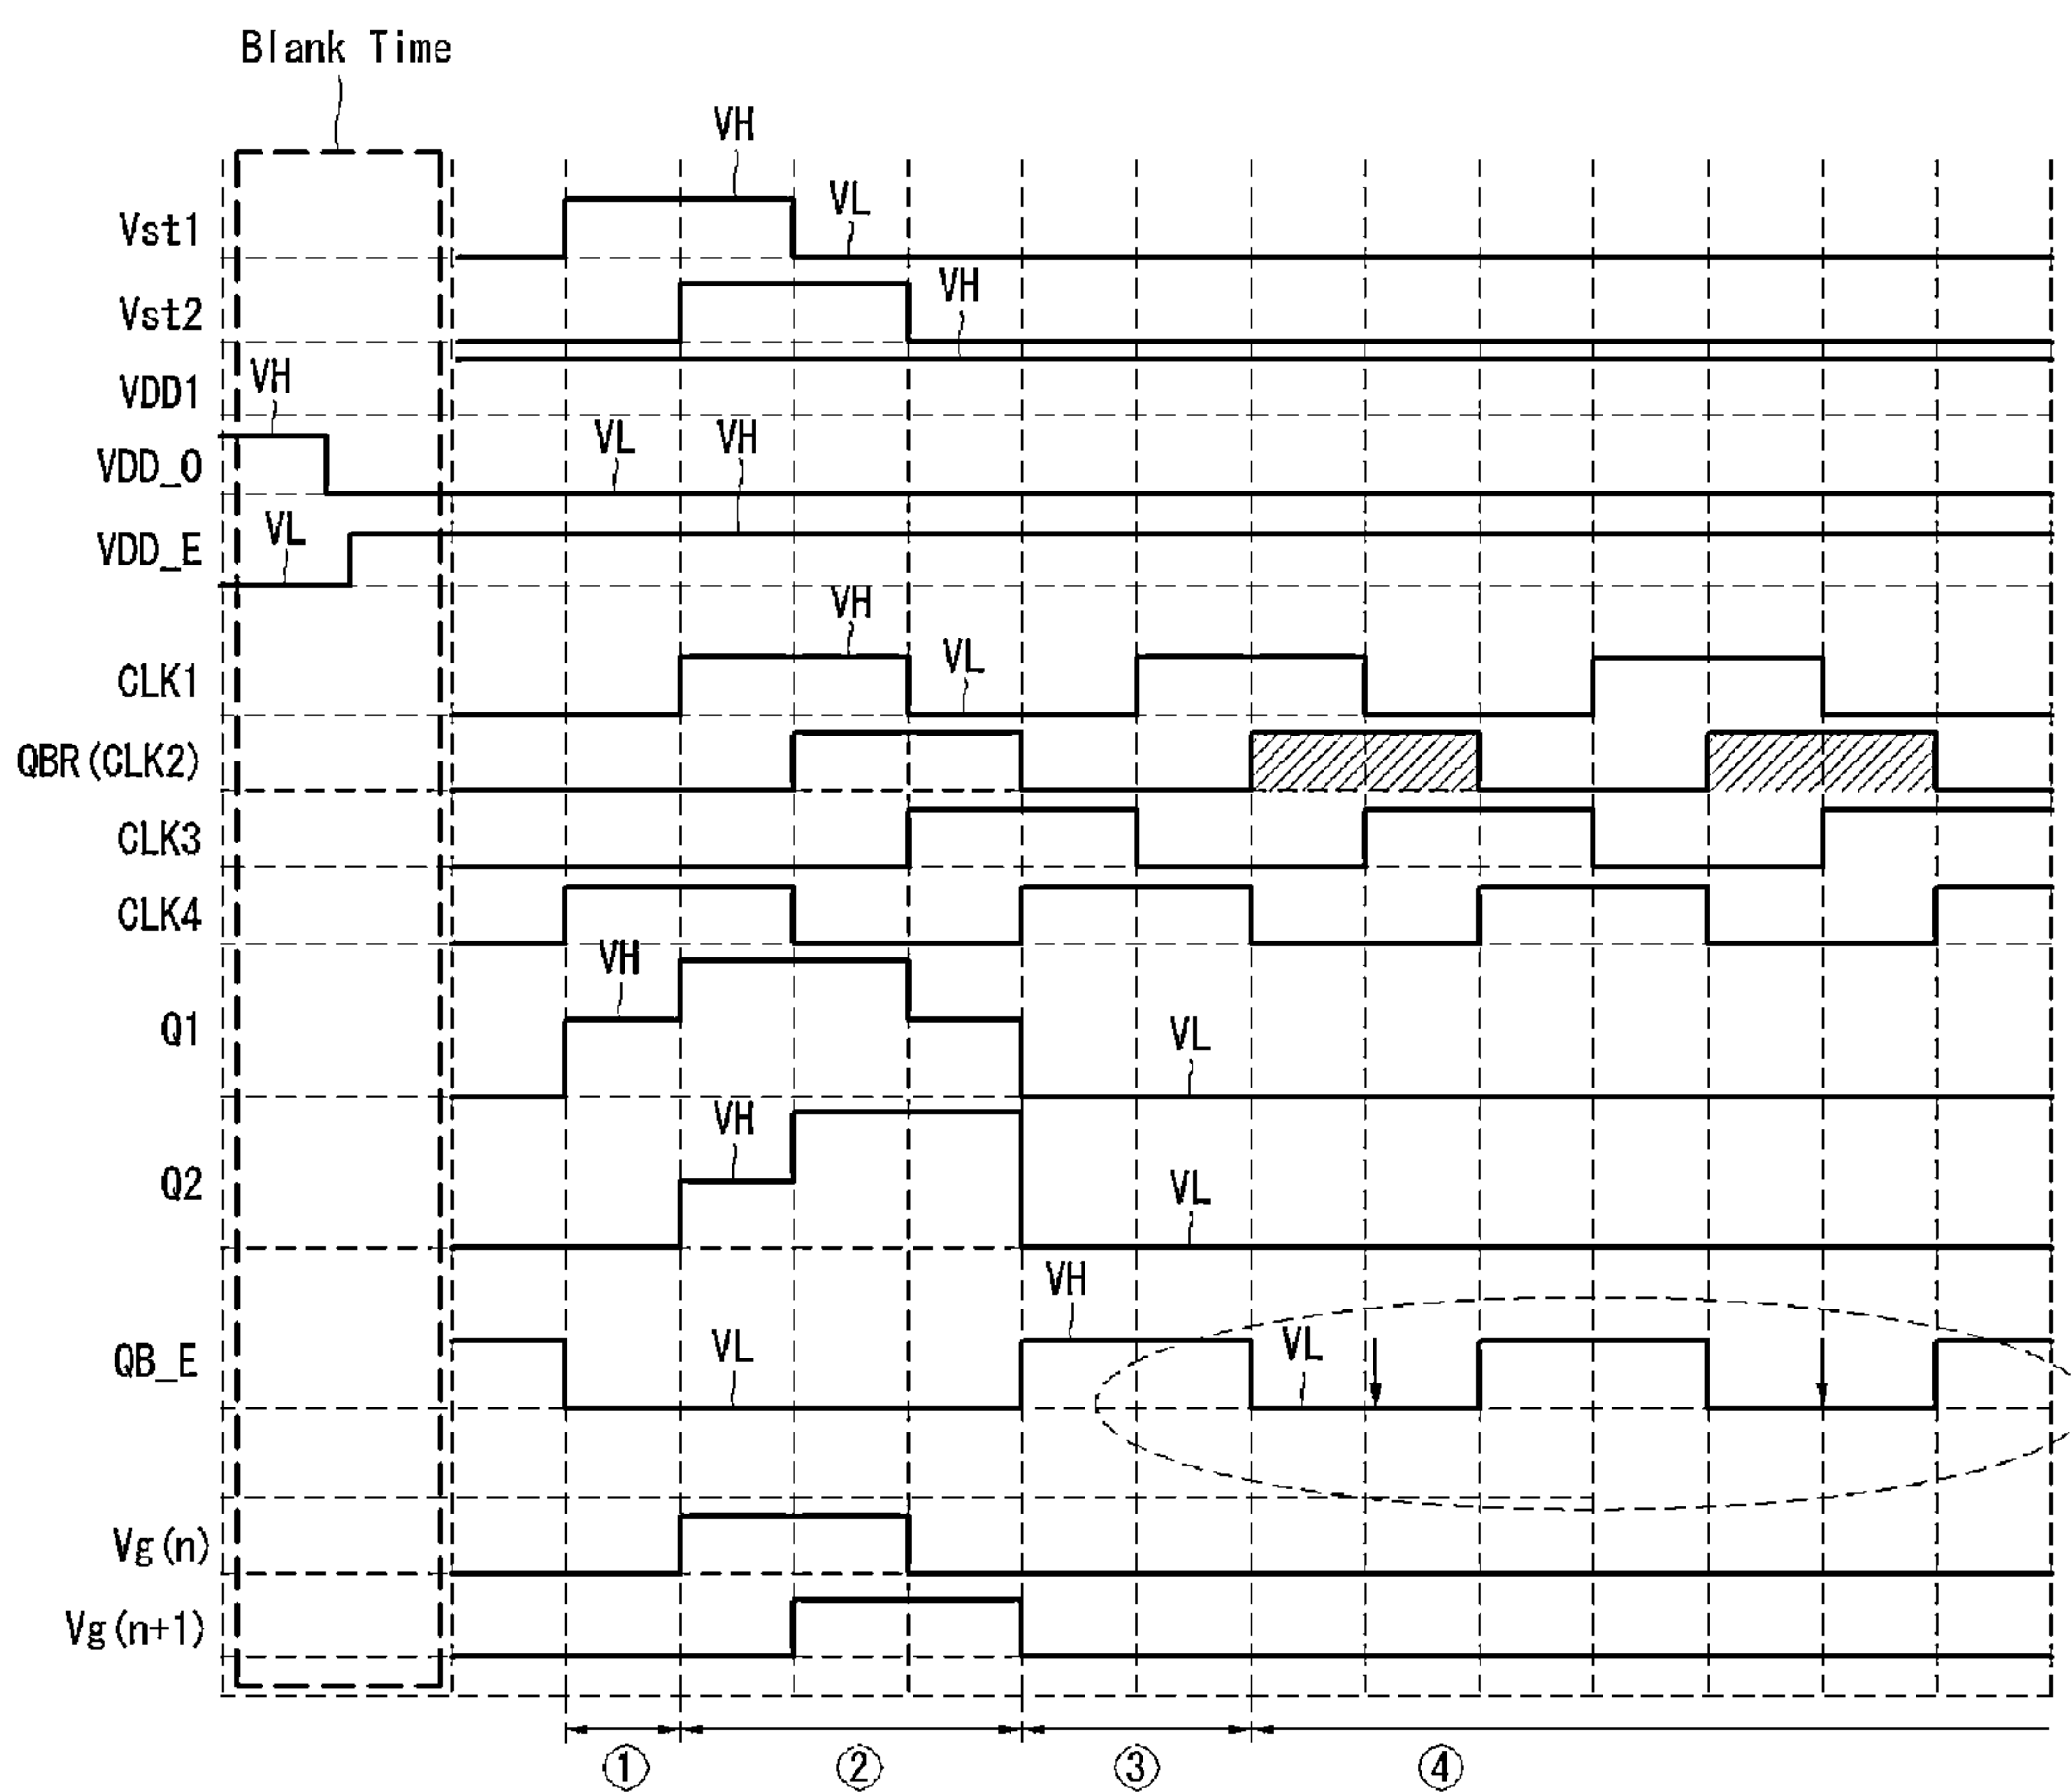 Blank Time
VH
Vst1 VL
Vst2 VH
VDD1 VH
VDD_O VL VH
VDD_E VL
VH
CLK1 VL
QBR(CLK2)
CLK3
CLK4
VH
Q1 VL
VH
Q2 VL
VH
QB_E VL VL
Vg(n)
Vg(n+1)
① ② ③ ④